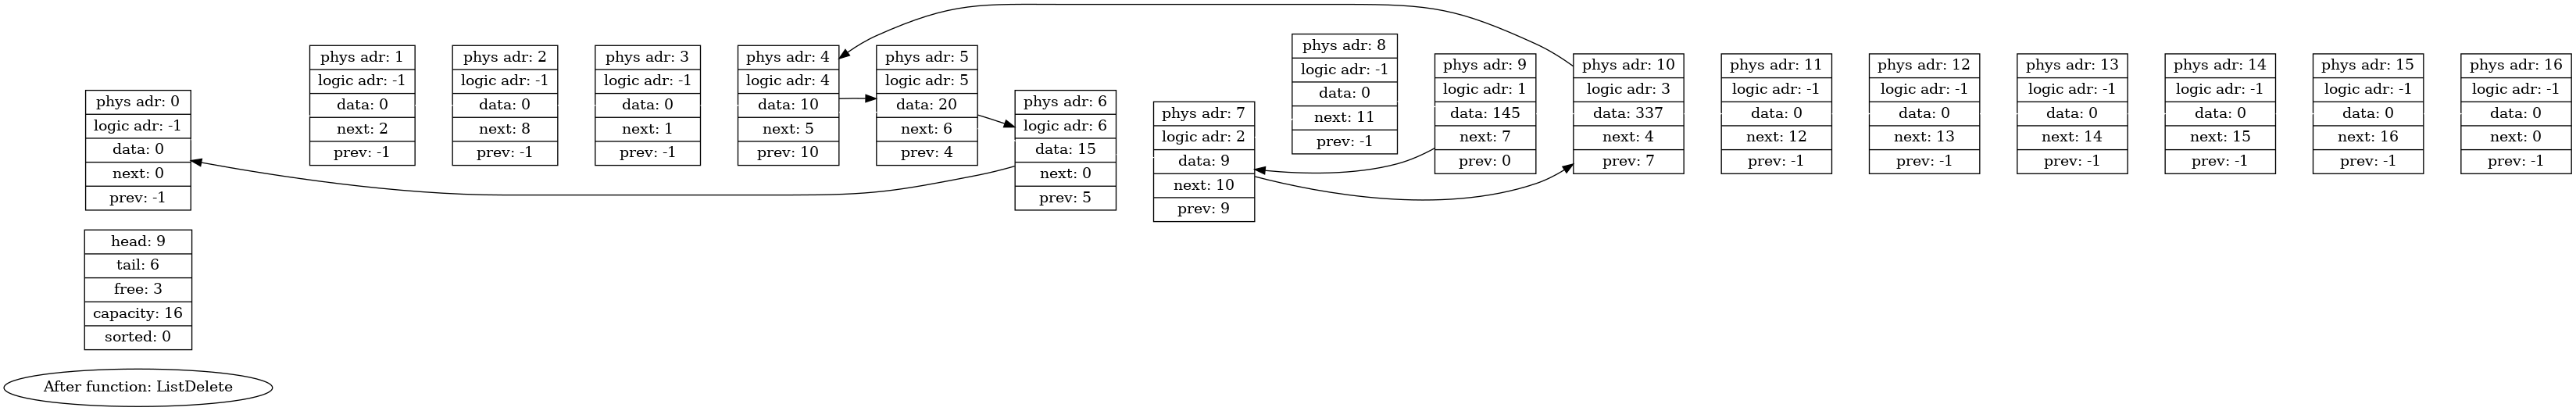 phys adr: 0
logic adr: -1
data: 0
next: 0
prev: -1
head: 9
tail: 6
free: 3
capacity: 16
sorted: 0
After function: ListDelete
phys adr: 1
logic adr: -1
data: 0
next: 2
prev: -1
phys adr: 2
logic adr: -1
data: 0
next: 8
prev: -1
phys adr: 3
logic adr: -1
data: 0
next: 1
prev: -1
phys adr: 4
logic adr: 4
data: 10
next: 5
prev: 10
phys adr: 5
logic adr: 5
data: 20
next: 6
prev: 4
phys adr: 6
logic adr: 6
data: 15
next: 0
prev: 5
phys adr: 7
logic adr: 2
data: 9
next: 10
prev: 9
phys adr: 8
logic adr: -1
data: 0
next: 11
prev: -1
phys adr: 9
logic adr: 1
data: 145
next: 7
prev: 0
phys adr: 10
logic adr: 3
data: 337
next: 4
prev: 7
phys adr: 11
logic adr: -1
data: 0
next: 12
prev: -1
phys adr: 12
logic adr: -1
data: 0
next: 13
prev: -1
phys adr: 13
logic adr: -1
data: 0
next: 14
prev: -1
phys adr: 14
logic adr: -1
data: 0
next: 15
prev: -1
phys adr: 15
logic adr: -1
data: 0
next: 16
prev: -1
phys adr: 16
logic adr: -1
data: 0
next: 0
prev: -1